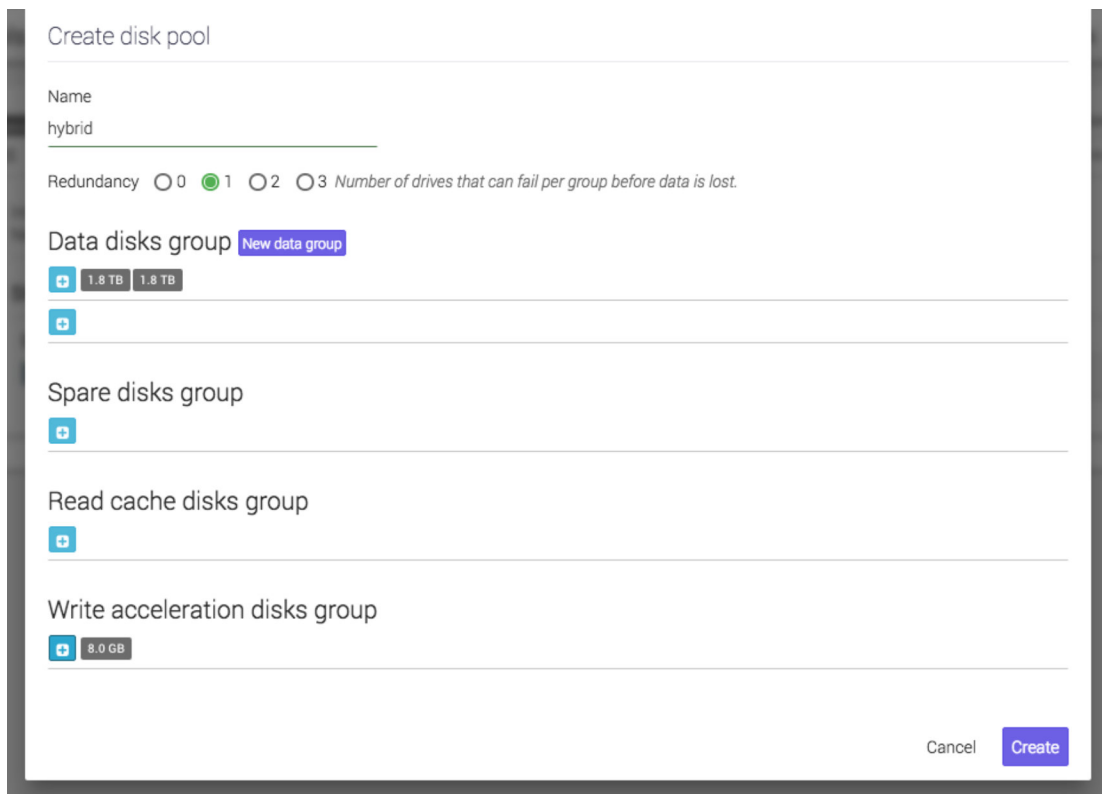 Create disk pool
Name
hybrid
Redundancy 0 1 2 3 Number of drives that can fail per group before data is lost.
Data disks group New data group
1.8 TB 1.8 TB
Spare disks group
Read cache disks group
Write acceleration disks group
8.0 GB
Cancel Create